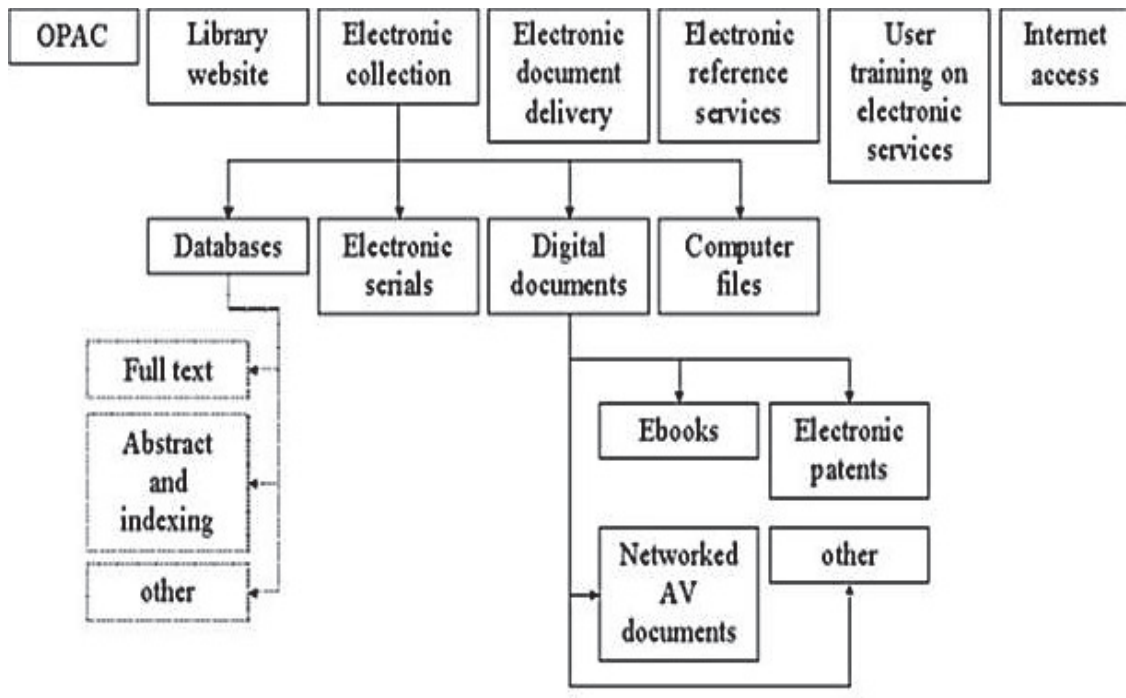 OPAC
Library
website
Electronic
collection
Electronic
document
delivery
Electronic
reference
services
User
training on
electronic
services
Internet
access
Databases
Electronic
serials
Digital
documents
Computer
files
Full text
Abstract
and
indexing
other
Ebooks
Electronic
patents
Networked
AV
documents
other